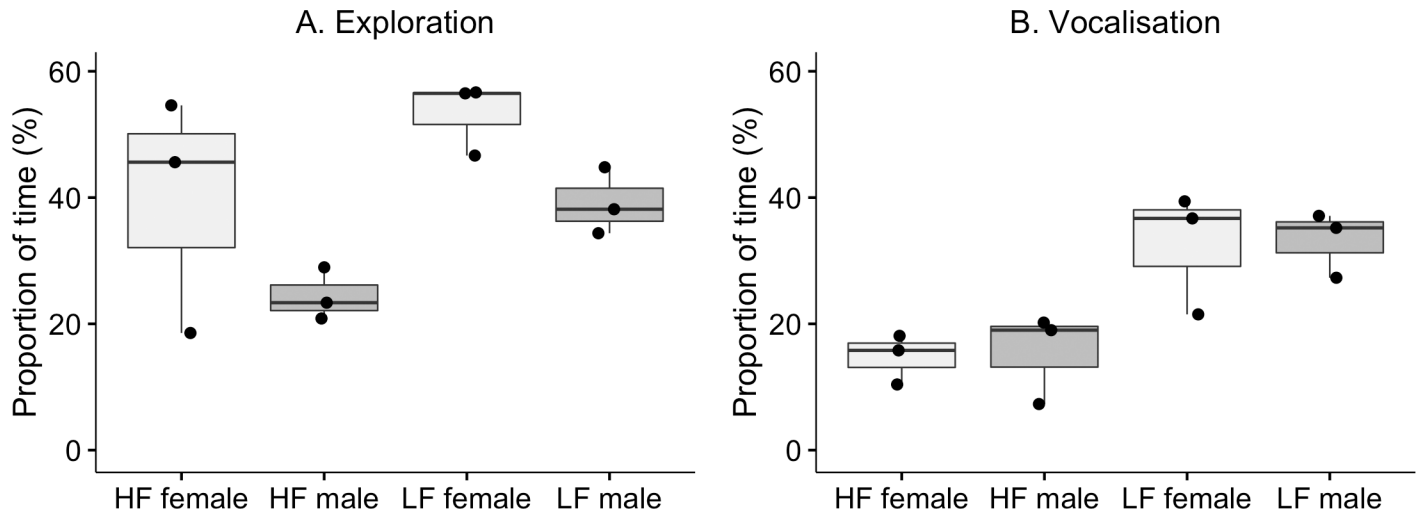 A. Exploration
Proportion of time (%)
60
40
20
0
HF female HF male LF female LF male
B. Vocalisation
Proportion of time (%)
60
40
20
0
HF female HF male LF female LF male